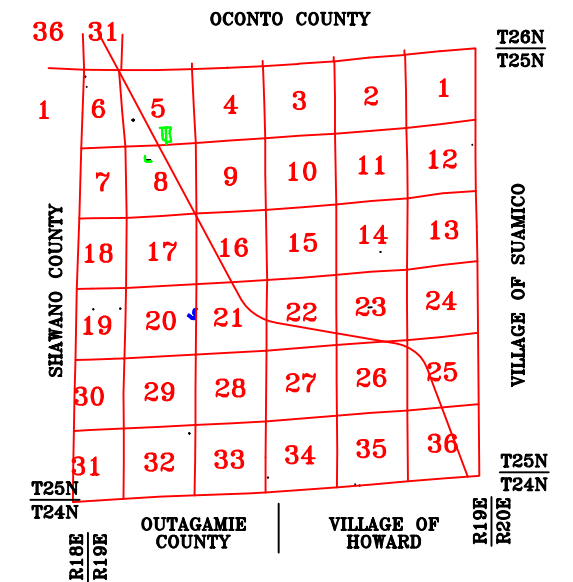 OCONTO COUNTY
36 31
T26N
T25N
1 6 5 4 3 2 1
7 8 9 10 11 12
18 17 16 15 14 13
19 20 21 22 23 24
30 29 28 27 26 25
31 32 33 34 35 36
SHAWANO COUNTY
VILLAGE OF SUAMICO
T25N
T24N
T25N
T24N
R18E
R19E
OUTAGAMIE
COUNTY
VILLAGE OF
HOWARD
R19E
R20E